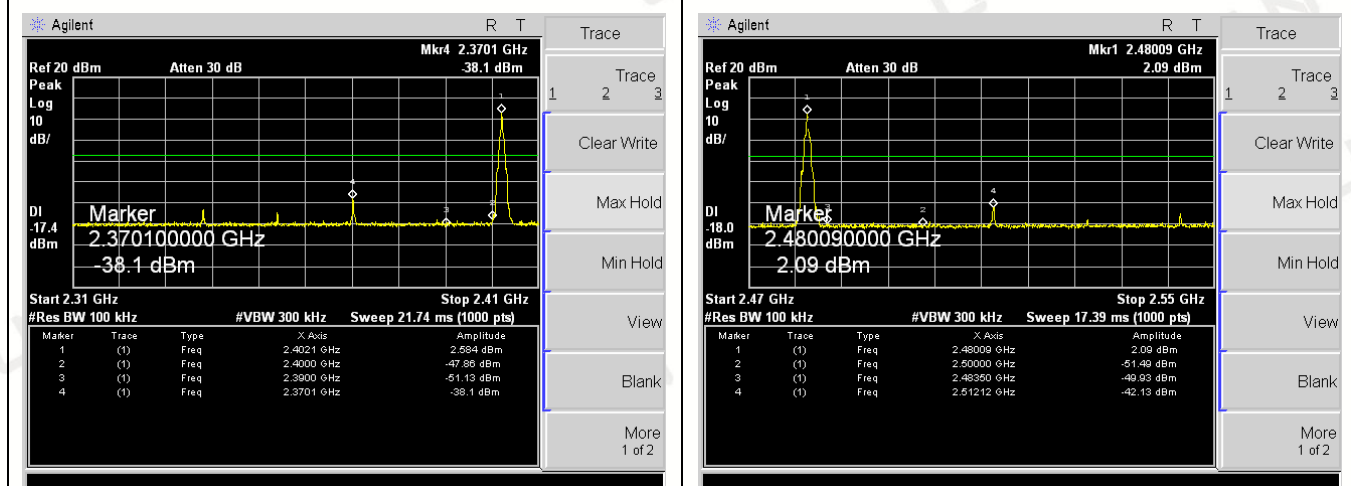 Agilent R T
Mkr4 2.3701 GHz
Ref 20 dBm Atten 30 dB -38.1 dBm
Peak
Log
10
dB/
1
4
3
2
DI
-17.4
dBm
Marker
2.370100000 GHz
-38.1 dBm
Start 2.31 GHz Stop 2.41 GHz
#Res BW 100 kHz #VBW 300 kHz Sweep 21.74 ms (1000 pts)
Marker Trace Type X Axis Amplitude
1 (1) Freq 2.4021 GHz 2.584 dBm
2 (1) Freq 2.4000 GHz -47.86 dBm
3 (1) Freq 2.3900 GHz -51.13 dBm
4 (1) Freq 2.3701 GHz -38.1 dBm
Trace
Trace
1 2 3
Clear Write
Max Hold
Min Hold
View
Blank
More
1 of 2
Agilent R T
Mkr1 2.48009 GHz
Ref 20 dBm Atten 30 dB 2.09 dBm
Peak
Log
10
dB/
1
4
2
3
DI
-18.0
dBm
Marker
2.480090000 GHz
2.09 dBm
Start 2.47 GHz Stop 2.55 GHz
#Res BW 100 kHz #VBW 300 kHz Sweep 17.39 ms (1000 pts)
Marker Trace Type X Axis Amplitude
1 (1) Freq 2.48009 GHz 2.09 dBm
2 (1) Freq 2.50000 GHz -51.49 dBm
3 (1) Freq 2.48350 GHz -49.93 dBm
4 (1) Freq 2.51212 GHz -42.13 dBm
Trace
Trace
1 2 3
Clear Write
Max Hold
Min Hold
View
Blank
More
1 of 2